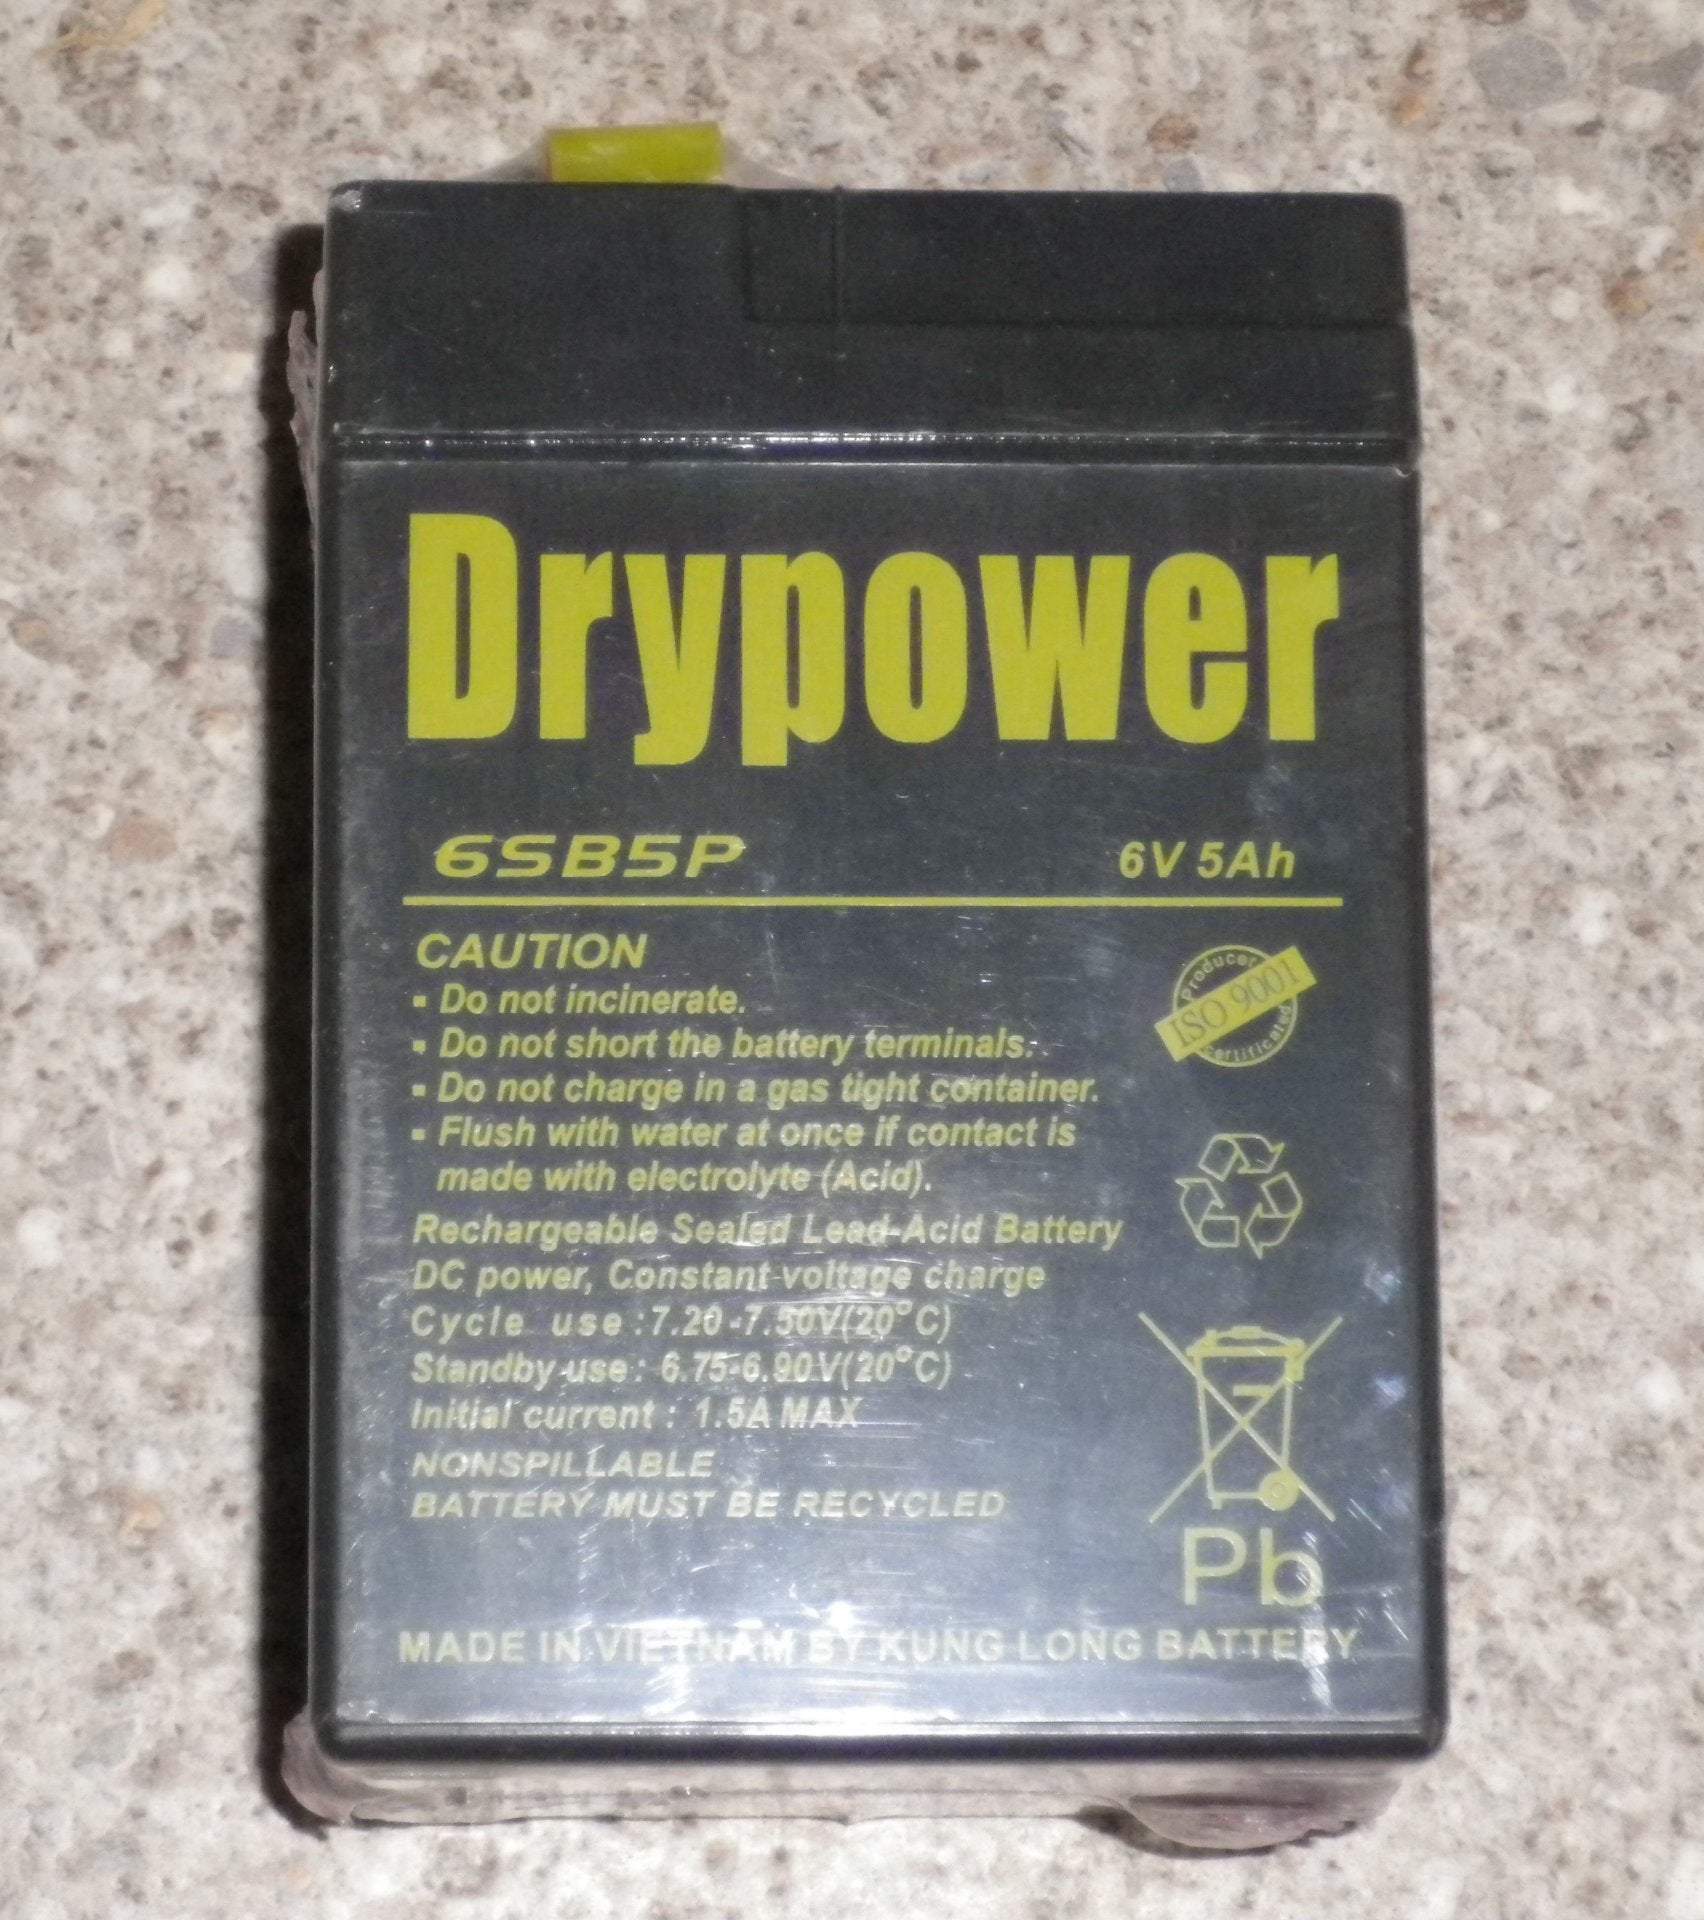 Drypower
6SB5P 6V 5Ah
CAUTION
▪ Do not incinerate.
▪ Do not short the battery terminals.
▪ Do not charge in a gas tight container.
▪ Flush with water at once if contact is
made with electrolyte (Acid).
Producer
ISO 9001
Certificated
Rechargeable Sealed Lead-Acid Battery
DC power, Constant voltage charge
Cycle use :7.20-7.50V(20°C)
Standby use : 6.75-6.90V(20°C)
Initial current : 1.5A MAX
NONSPILLABLE
BATTERY MUST BE RECYCLED
Pb
MADE IN VIETNAM BY KUNG LONG BATTERY